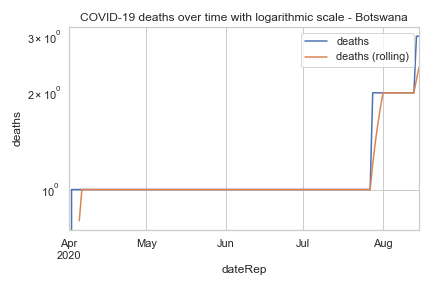 COVID-19 deaths over time with logarithmic scale - Botswana
deaths
deaths (rolling)
3 × 10⁰
2 × 10⁰
10⁰
deaths
Apr
2020
May
Jun
Jul
Aug
dateRep